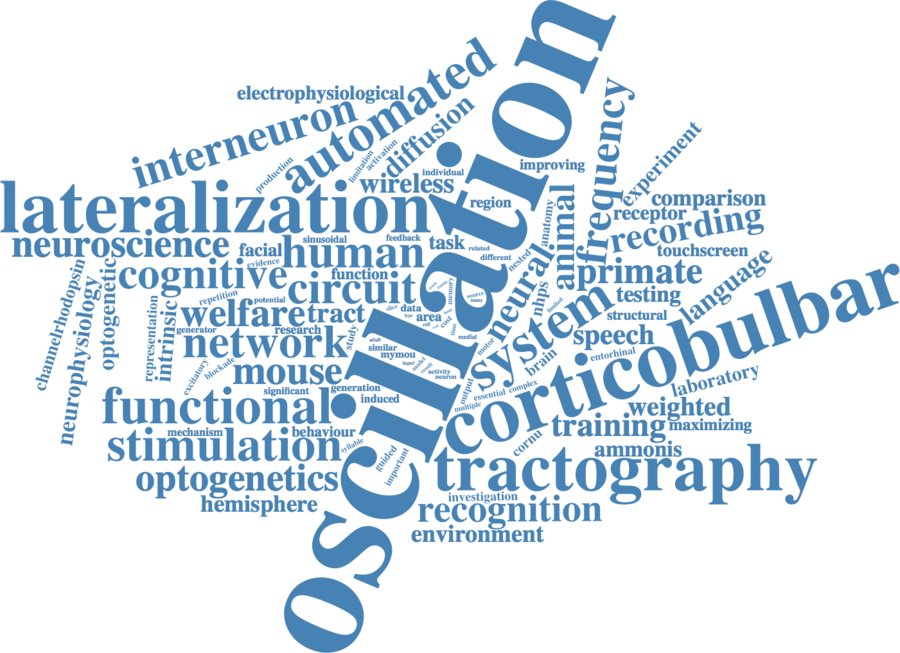 oscillation
electrophysiological
interneuron
automated
diffusion
production
limitation
activation
individual
improving
frequency
experiment
lateralization
wireless
region
anatomy
animal
comparison
receptor
recording
neuroscience
facial
evidence
sinusoidal
human
feedback
task
related
different
nested
touchscreen
channelrhodopsin
neurophysiology
optogenetic
cognitive
function
circuit
neural
nhps
primate
language
representation
intrinsic
repetition
potential
welfare
tract
data
area
system
limited
testing
structural
generator
research
study
network
similar
mymou
medial
motor
brain
speech
entorhinal
corticobulbar
excitatory
blockade
mouse
adult
input
model
result
activity
neuron
output
essential
complex
multiple
laboratory
significant
generation
induced
functional
weighted
training
maximizing
mechanism
behaviour
stimulation
syllable
guided
important
cornu
ammonis
optogenetics
tractography
hemisphere
investigation
recognition
environment
source
many
cost